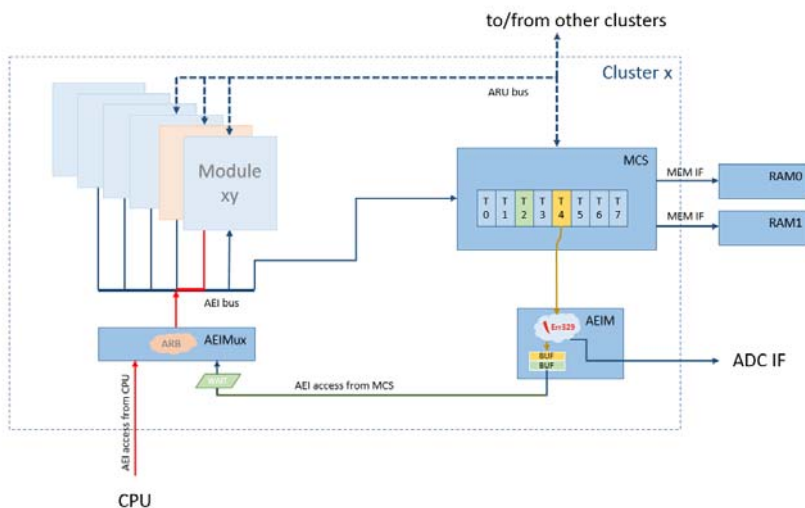 to/from other clusters
Cluster x
ARU bus
Module
xy
MCS
T T T T T T T T
0 1 2 3 4 5 6 7
MEM IF
RAM0
MEM IF
RAM1
AEI bus
AEIM
Err329
AEIMux
ARB
BUF
BUF
ADC IF
WAIT
AEI access from MCS
AEI access from CPU
CPU